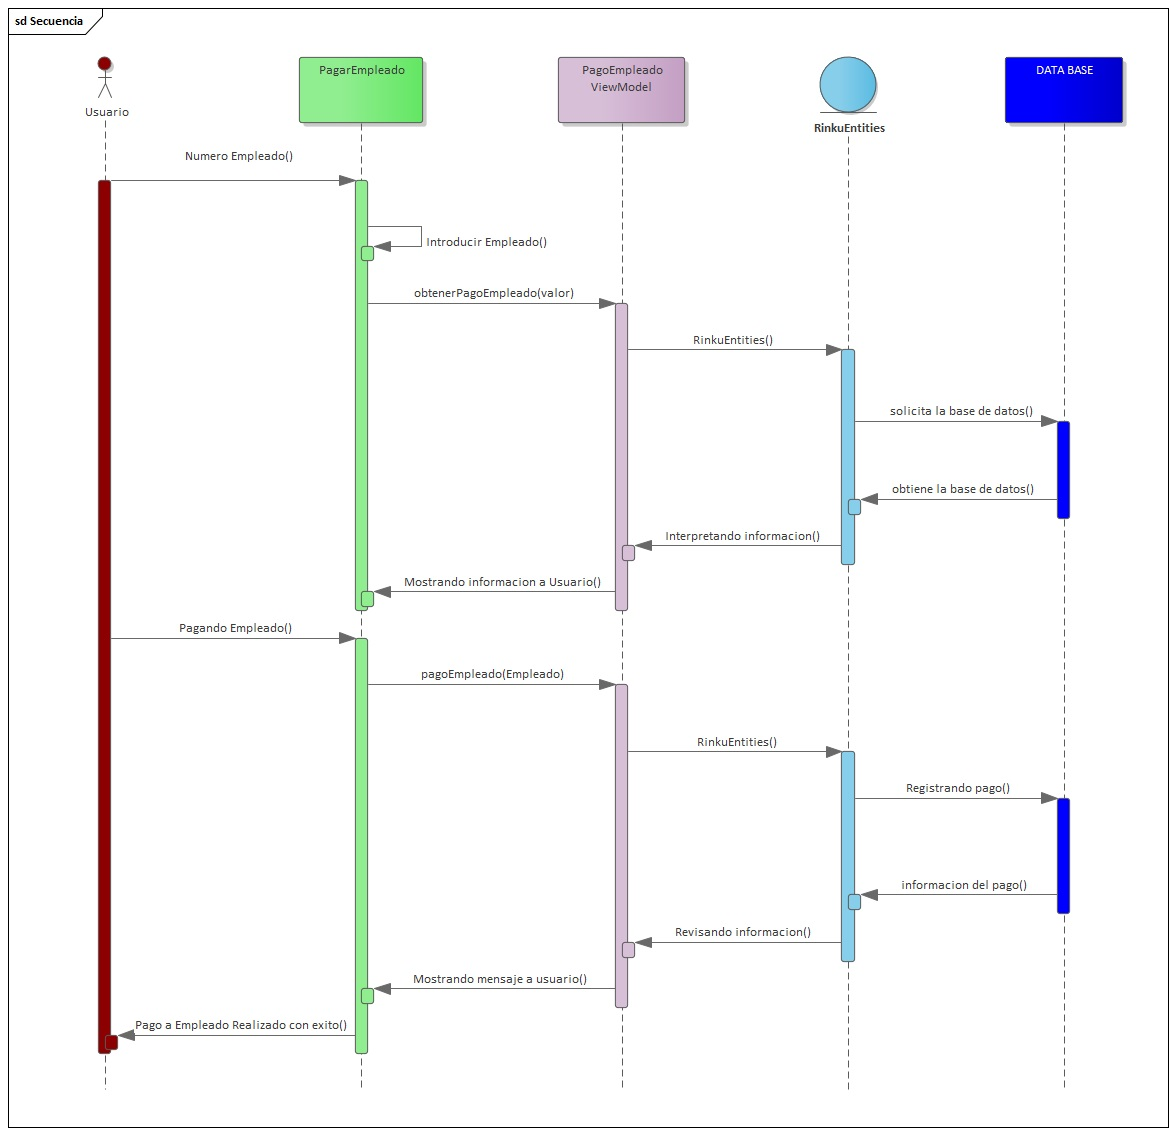 sd Secuencia
Usuario
PagarEmpleado
PagoEmpleado
ViewModel
RinkuEntities
DATA BASE
Numero Empleado()
Introducir Empleado()
obtenerPagoEmpleado(valor)
RinkuEntities()
solicita la base de datos()
obtiene la base de datos()
Interpretando informacion()
Mostrando informacion a Usuario()
Pagando Empleado()
pagoEmpleado(Empleado)
RinkuEntities()
Registrando pago()
informacion del pago()
Revisando informacion()
Mostrando mensaje a usuario()
Pago a Empleado Realizado con exito()